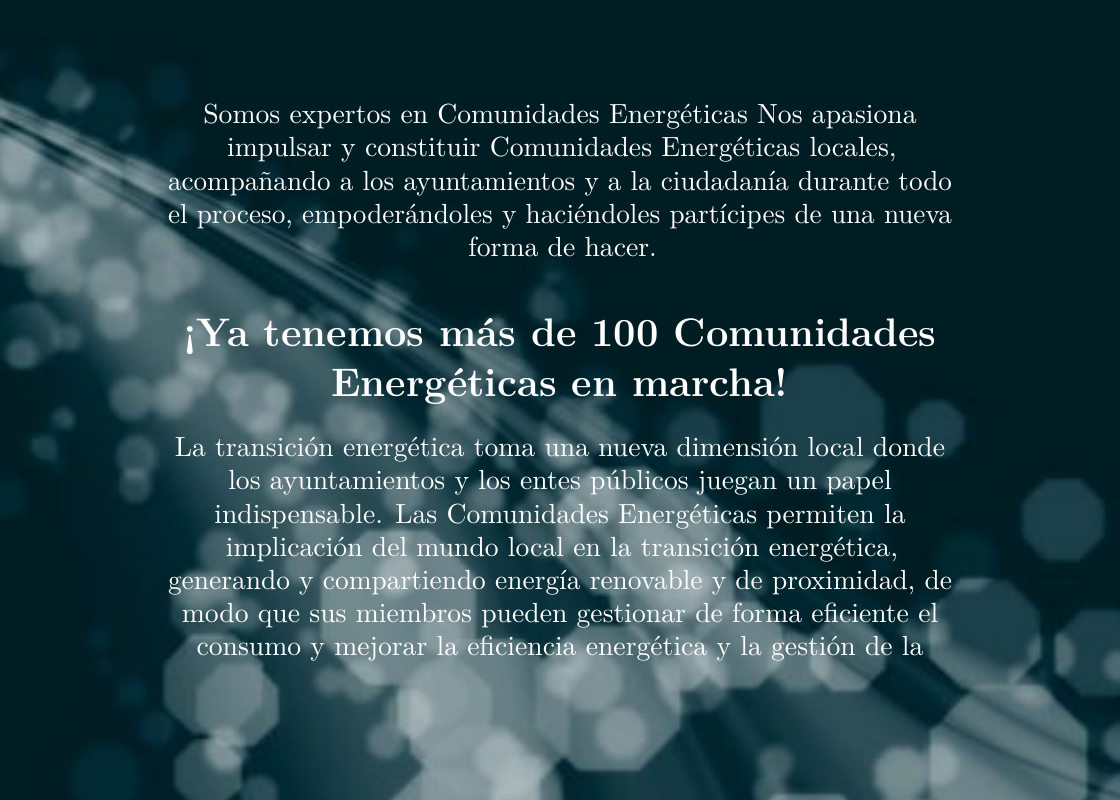 Somos expertos en Comunidades Energéticas Nos apasiona
impulsar y constituir Comunidades Energéticas locales,
acompañando a los ayuntamientos y a la ciudadanía durante todo
el proceso, empoderándoles y haciéndoles partícipes de una nueva
forma de hacer.
¡Ya tenemos más de 100 Comunidades
Energéticas en marcha!
La transición energética toma una nueva dimensión local donde
los ayuntamientos y los entes públicos juegan un papel
indispensable. Las Comunidades Energéticas permiten la
implicación del mundo local en la transición energética,
generando y compartiendo energía renovable y de proximidad, de
modo que sus miembros pueden gestionar de forma eficiente el
consumo y mejorar la eficiencia energética y la gestión de la